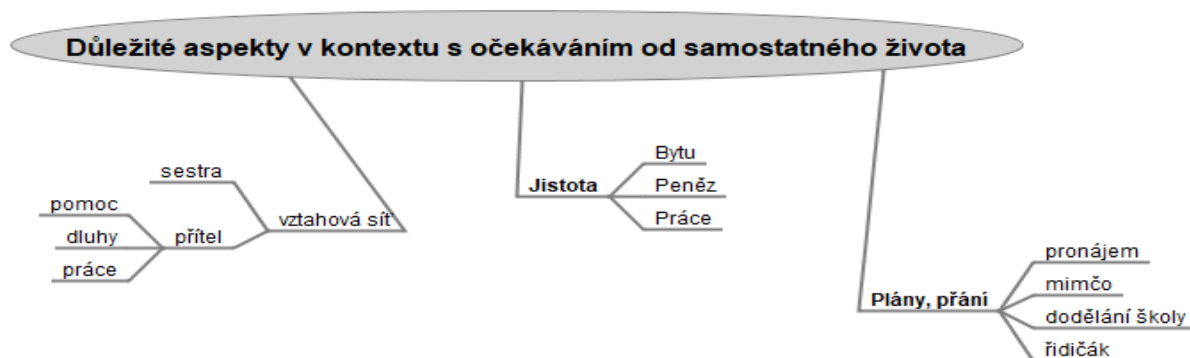 Důležité aspekty v kontextu s očekáváním od samostatného života
sestra
pomoc
dluhy
práce
přítel
vztahová síť
Jistota
Bytu
Peněz
Práce
Plány, přání
pronájem
mimčo
dodělání školy
řidičák